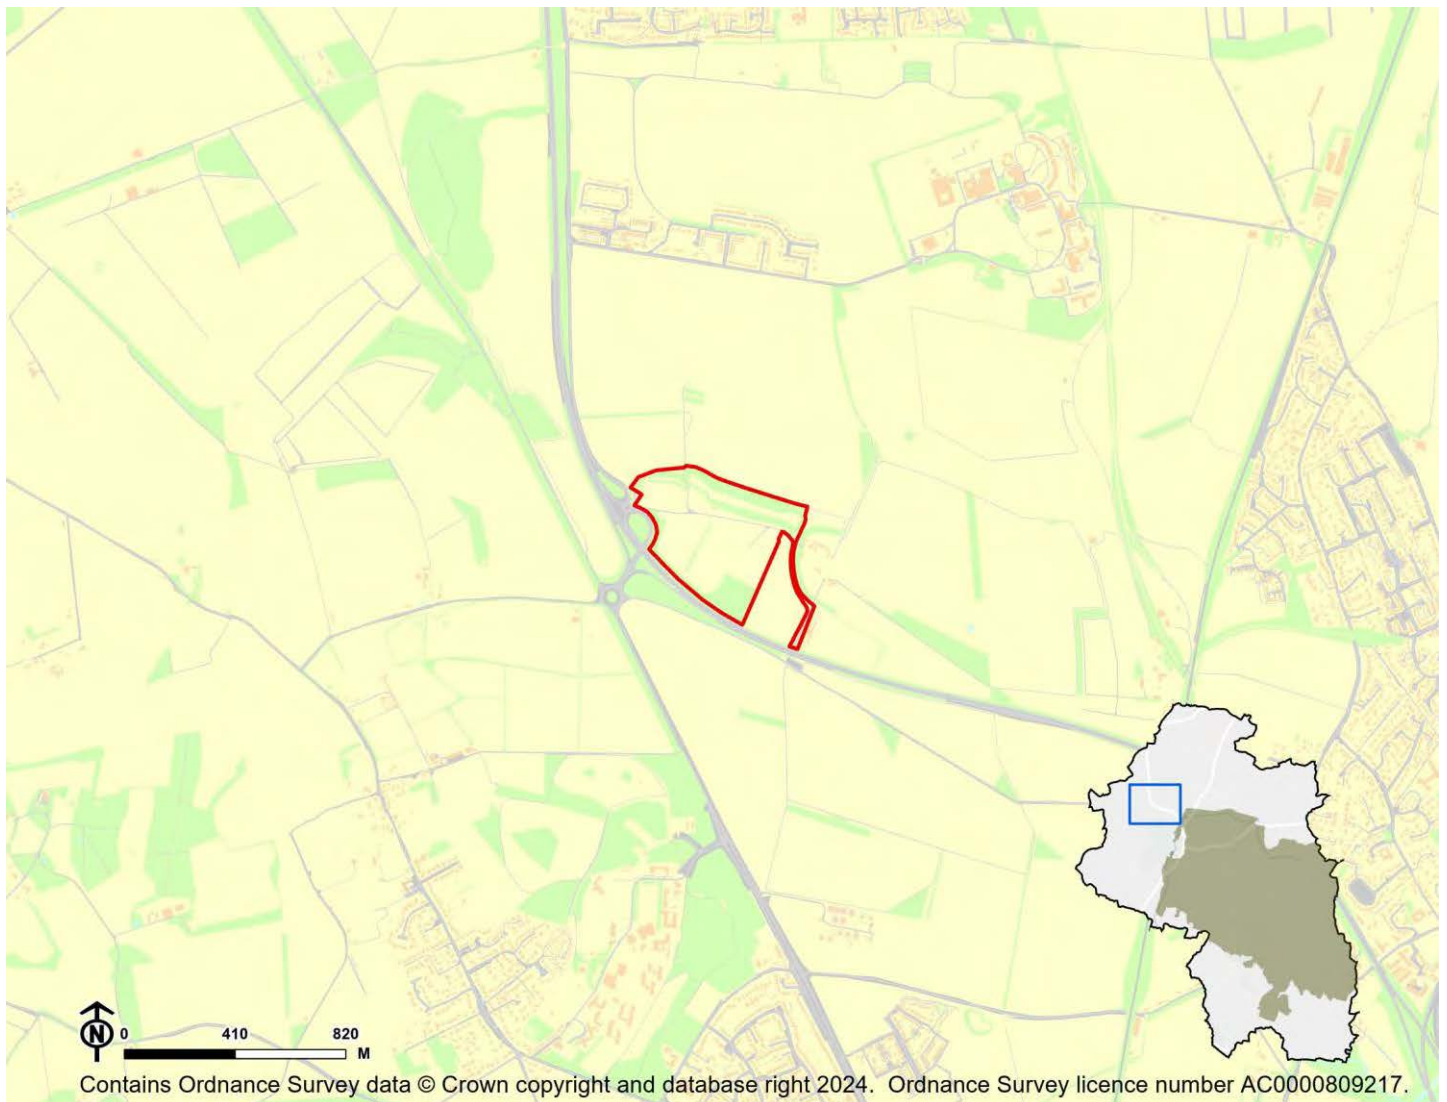 N
0 410 820
M
Contains Ordnance Survey data © Crown copyright and database right 2024. Ordnance Survey licence number AC0000809217.